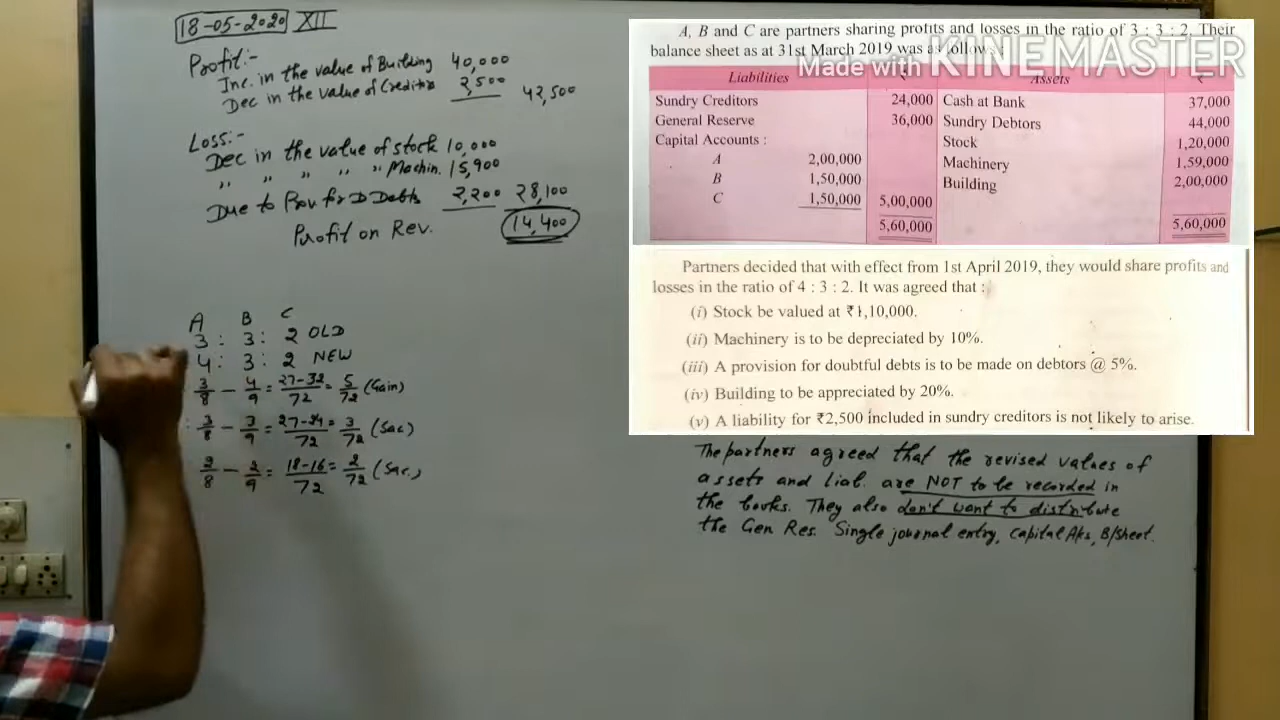 18-05-2020 XII
Profit:-
Inc. in the value of Building 40,000
Dec in the value of Creditors 2,500 42,500
Loss:-
Dec in the value of stock 10,000
" " " " " Machin. 15,900
Due to Prov for D Debts 2,200 28,100
Profit on Rev. 14,400
A B C
3 : 3 : 2 OLD
4 : 3 : 2 NEW
3/8 - 4/9 = 27-32/72 = 5/72 (Gain)
3/8 - 3/9 = 27-24/72 = 3/72 (Sac)
2/8 - 2/9 = 18-16/72 = 2/72 (Sac.)
A, B and C are partners sharing profits and losses in the ratio of 3 : 3 : 2. Their
balance sheet as at 31st March 2019 was as follow
Made with KINEMASTER
Liabilities ₹ Assets ₹
Sundry Creditors 24,000 Cash at Bank 37,000
General Reserve 36,000 Sundry Debtors 44,000
Capital Accounts : Stock 1,20,000
A 2,00,000 Machinery 1,59,000
B 1,50,000 Building 2,00,000
C 1,50,000 5,00,000
5,60,000 5,60,000
Partners decided that with effect from 1st April 2019, they would share profits and
losses in the ratio of 4 : 3 : 2. It was agreed that :
(i) Stock be valued at ₹1,10,000.
(ii) Machinery is to be depreciated by 10%.
(iii) A provision for doubtful debts is to be made on debtors @ 5%.
(iv) Building to be appreciated by 20%.
(v) A liability for ₹2,500 included in sundry creditors is not likely to arise.
The partners agreed that the revised values of
assets and liab. are NOT to be recorded in
the books. They also don't want to distribute
the Gen Res. Single journal entry, Capital A/cs, B/Sheet.